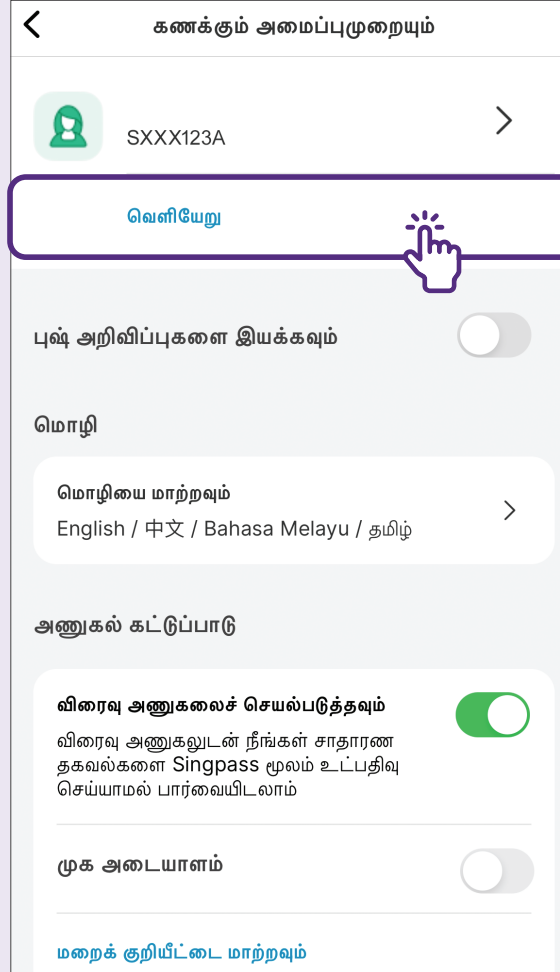 கணக்கும் அமைப்புமுறையும்
SXXX123A
வெளியேறு
புஷ் அறிவிப்புகளை இயக்கவும்
மொழி
மொழியை மாற்றவும்
English / 中文 / Bahasa Melayu / தமிழ்
அணுகல் கட்டுப்பாடு
விரைவு அணுகலைச் செயல்படுத்தவும்
விரைவு அணுகலுடன் நீங்கள் சாதாரண
தகவல்களை Singpass மூலம் உட்பதிவு
செய்யாமல் பார்வையிடலாம்
முக அடையாளம்
மறைக் குறியீட்டை மாற்றவும்